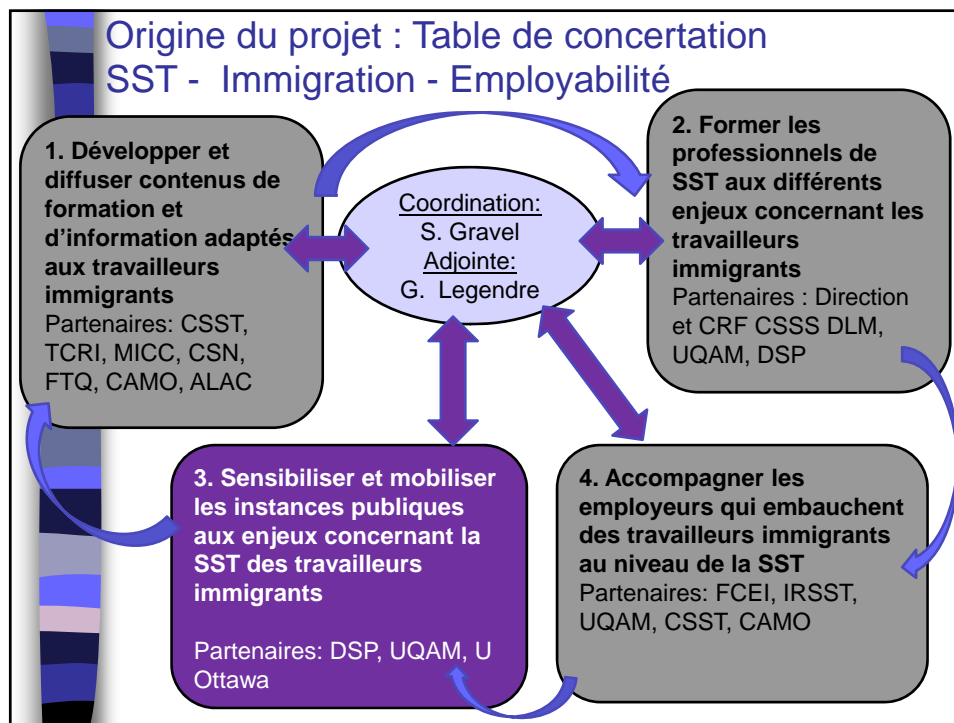 Origine du projet : Table de concertation
SST - Immigration - Employabilité
1. Développer et
diffuser contenus de
formation et
d'information adaptés
aux travailleurs
immigrants
Partenaires: CSST,
TCRI, MICC, CSN,
FTQ, CAMO, ALAC
Coordination:
S. Gravel
Adjointe:
G. Legendre
2. Former les
professionnels de
SST aux différents
enjeux concernant les
travailleurs
immigrants
Partenaires : Direction
et CRF CSSS DLM,
UQAM, DSP
3. Sensibiliser et mobiliser
les instances publiques
aux enjeux concernant la
SST des travailleurs
immigrants
Partenaires: DSP, UQAM, U
Ottawa
4. Accompagner les
employeurs qui embauchent
des travailleurs immigrants
au niveau de la SST
Partenaires: FCEI, IRSST,
UQAM, CSST, CAMO